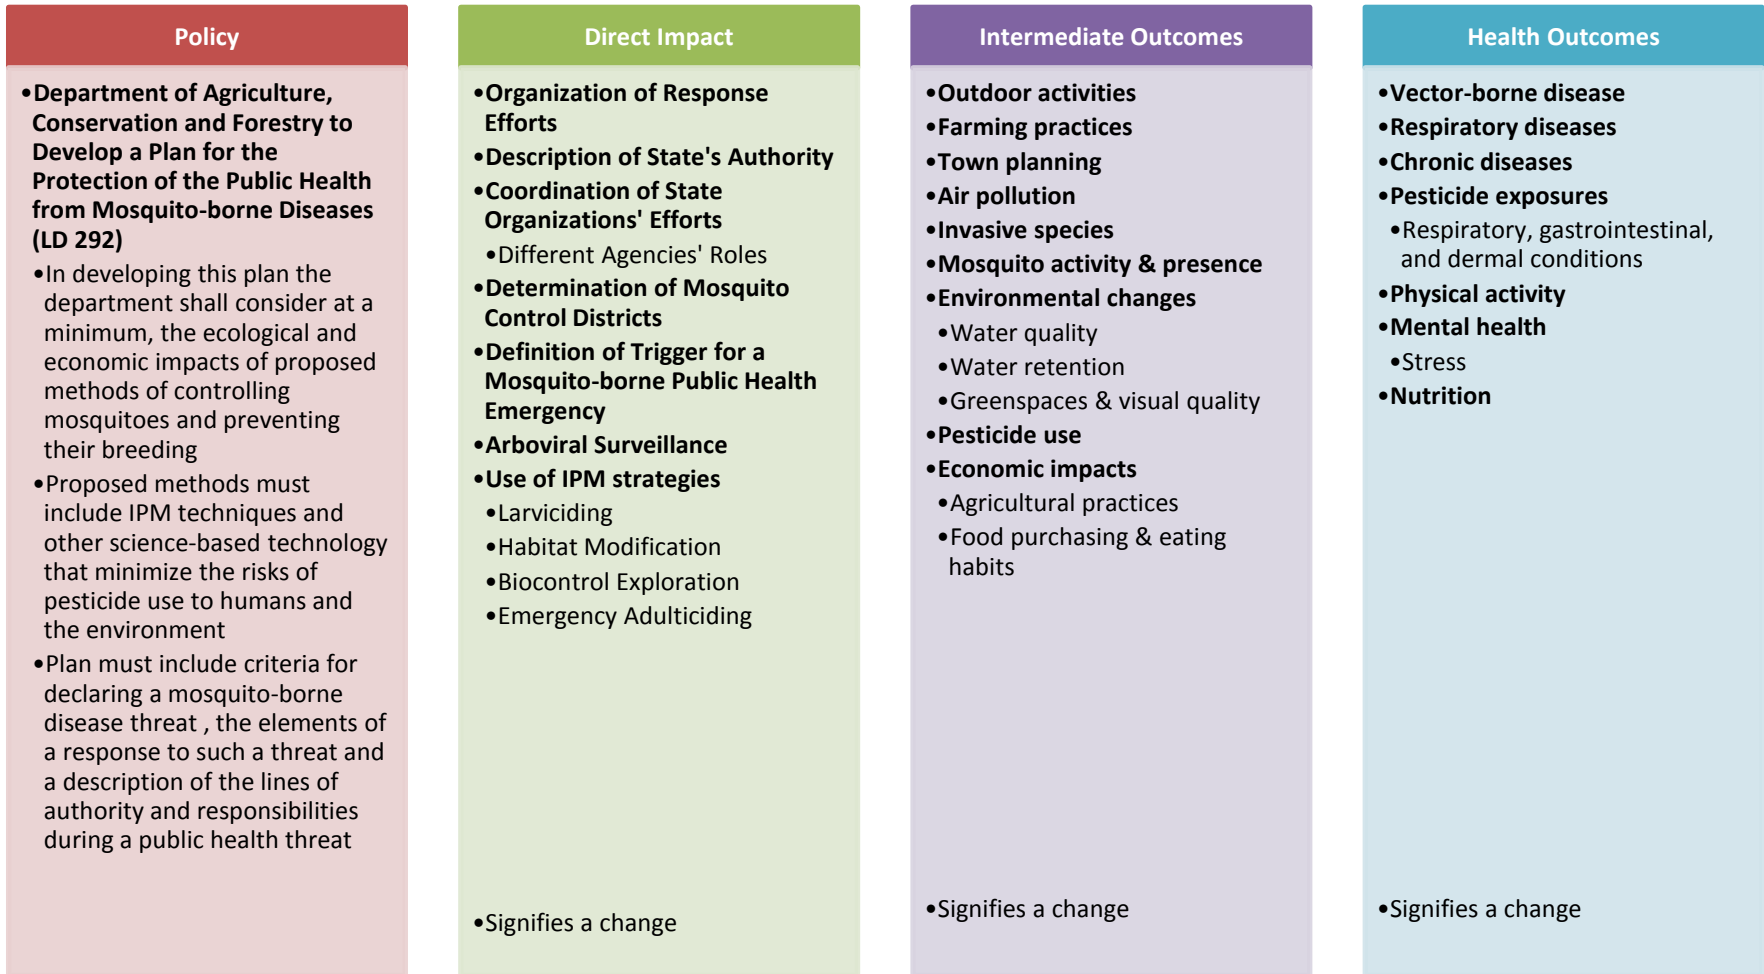 Policy
•Department of Agriculture,
Conservation and Forestry to
Develop a Plan for the
Protection of the Public Health
from Mosquito-borne Diseases
(LD 292)
•In developing this plan the
department shall consider at a
minimum, the ecological and
economic impacts of proposed
methods of controlling
mosquitoes and preventing
their breeding
•Proposed methods must
include IPM techniques and
other science-based technology
that minimize the risks of
pesticide use to humans and
the environment
•Plan must include criteria for
declaring a mosquito-borne
disease threat , the elements of
a response to such a threat and
a description of the lines of
authority and responsibilities
during a public health threat
Direct Impact
•Organization of Response
Efforts
•Description of State's Authority
•Coordination of State
Organizations' Efforts
•Different Agencies' Roles
•Determination of Mosquito
Control Districts
•Definition of Trigger for a
Mosquito-borne Public Health
Emergency
•Arboviral Surveillance
•Use of IPM strategies
•Larviciding
•Habitat Modification
•Biocontrol Exploration
•Emergency Adulticiding
•Signifies a change
Intermediate Outcomes
•Outdoor activities
•Farming practices
•Town planning
•Air pollution
•Invasive species
•Mosquito activity & presence
•Environmental changes
•Water quality
•Water retention
•Greenspaces & visual quality
•Pesticide use
•Economic impacts
•Agricultural practices
•Food purchasing & eating
habits
•Signifies a change
Health Outcomes
•Vector-borne disease
•Respiratory diseases
•Chronic diseases
•Pesticide exposures
•Respiratory, gastrointestinal,
and dermal conditions
•Physical activity
•Mental health
•Stress
•Nutrition
•Signifies a change